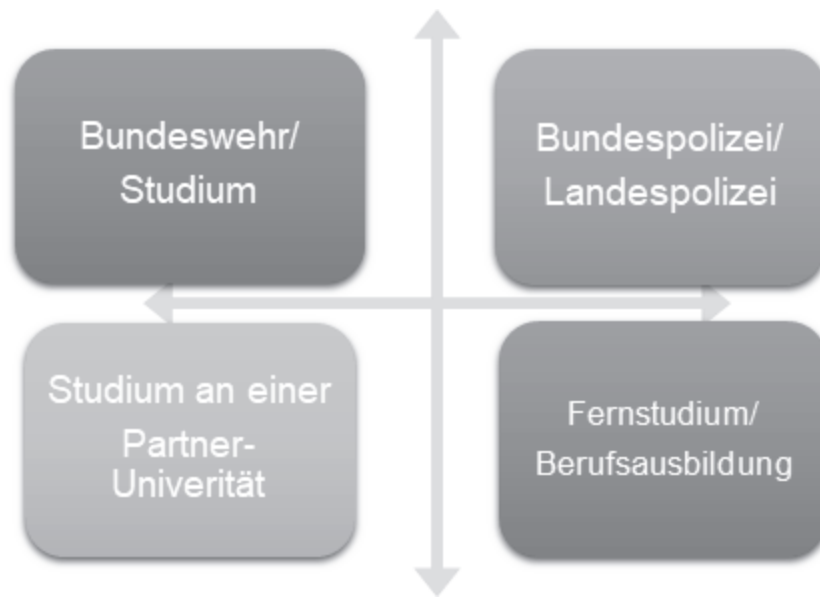 Bundeswehr/
Studium
Bundespolizei/
Landespolizei
Studium an einer
Partner-
Univerität
Fernstudium/
Berufsausbildung